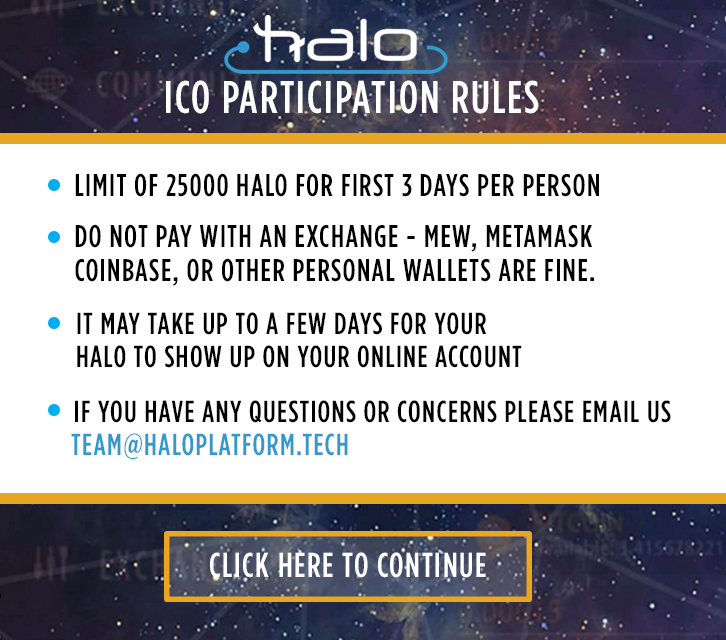 halo
ICO PARTICIPATION RULES
LIMIT OF 25000 HALO FOR FIRST 3 DAYS PER PERSON
DO NOT PAY WITH AN EXCHANGE - MEW, METAMASK
COINBASE, OR OTHER PERSONAL WALLETS ARE FINE.
IT MAY TAKE UP TO A FEW DAYS FOR YOUR
HALO TO SHOW UP ON YOUR ONLINE ACCOUNT
IF YOU HAVE ANY QUESTIONS OR CONCERNS PLEASE EMAIL US
TEAM@HALOPLATFORM.TECH
CLICK HERE TO CONTINUE